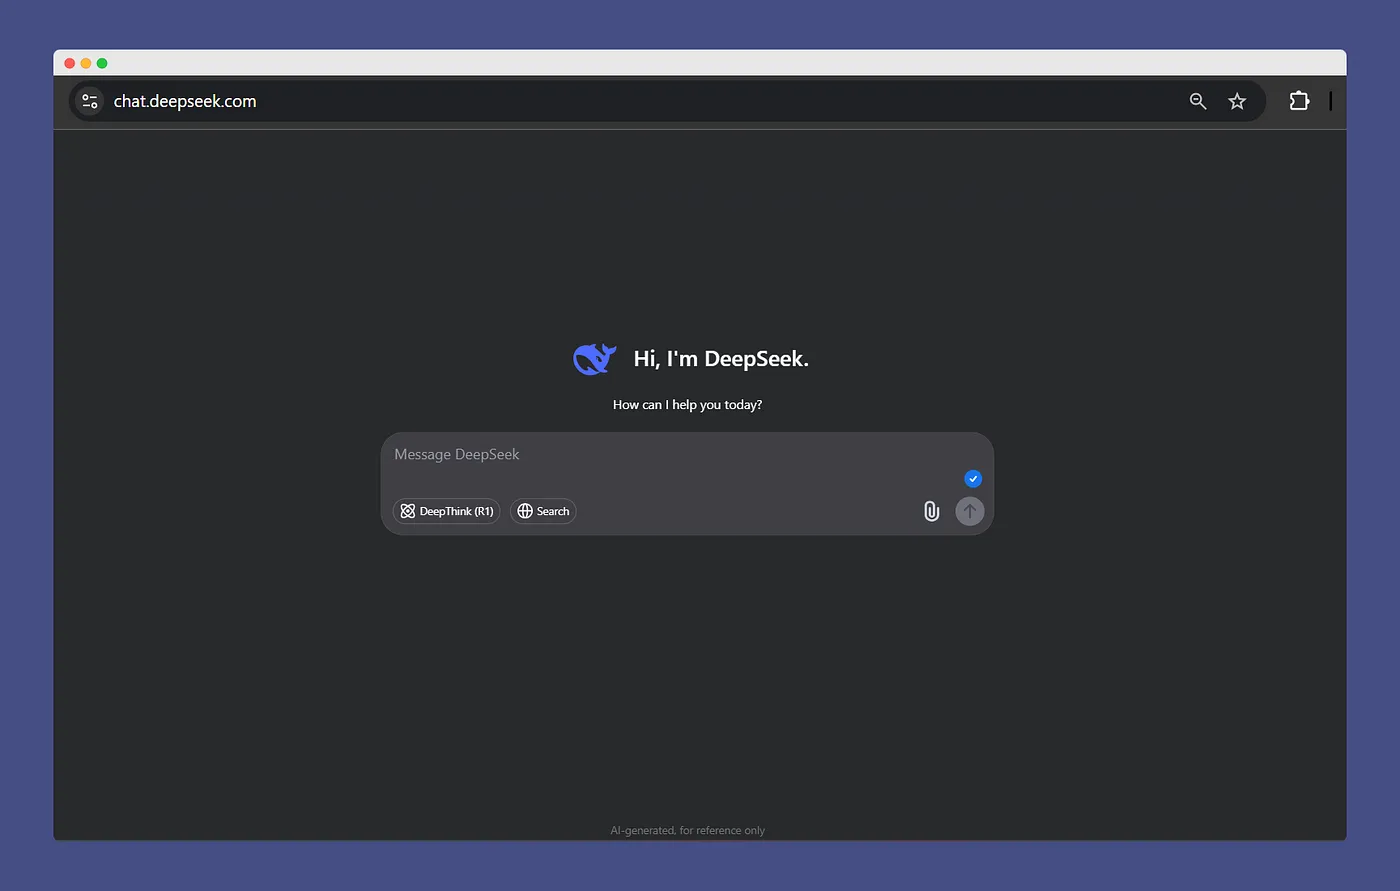 chat.deepseek.com
Hi, I'm DeepSeek.
How can I help you today?
Message DeepSeek
DeepThink (R1) Search
AI-generated, for reference only